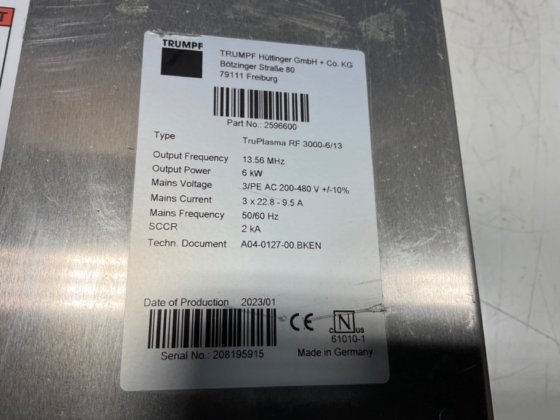 TRUMPF
TRUMPF Hüttinger GmbH + Co. KG
Bötzinger Straße 80
79111 Freiburg
Part No.: 2596600
Type TruPlasma RF 3000-6/13
Output Frequency 13.56 MHz
Output Power 6 kW
Mains Voltage 3/PE AC 200-480 V +/-10%
Mains Current 3 x 22.8 - 9.5 A
Mains Frequency 50/60 Hz
SCCR 2 kA
Techn. Document A04-0127-00.BKEN
Date of Production 2023/01
CE
C N US
61010-1
Serial No.: 208195915
Made in Germany